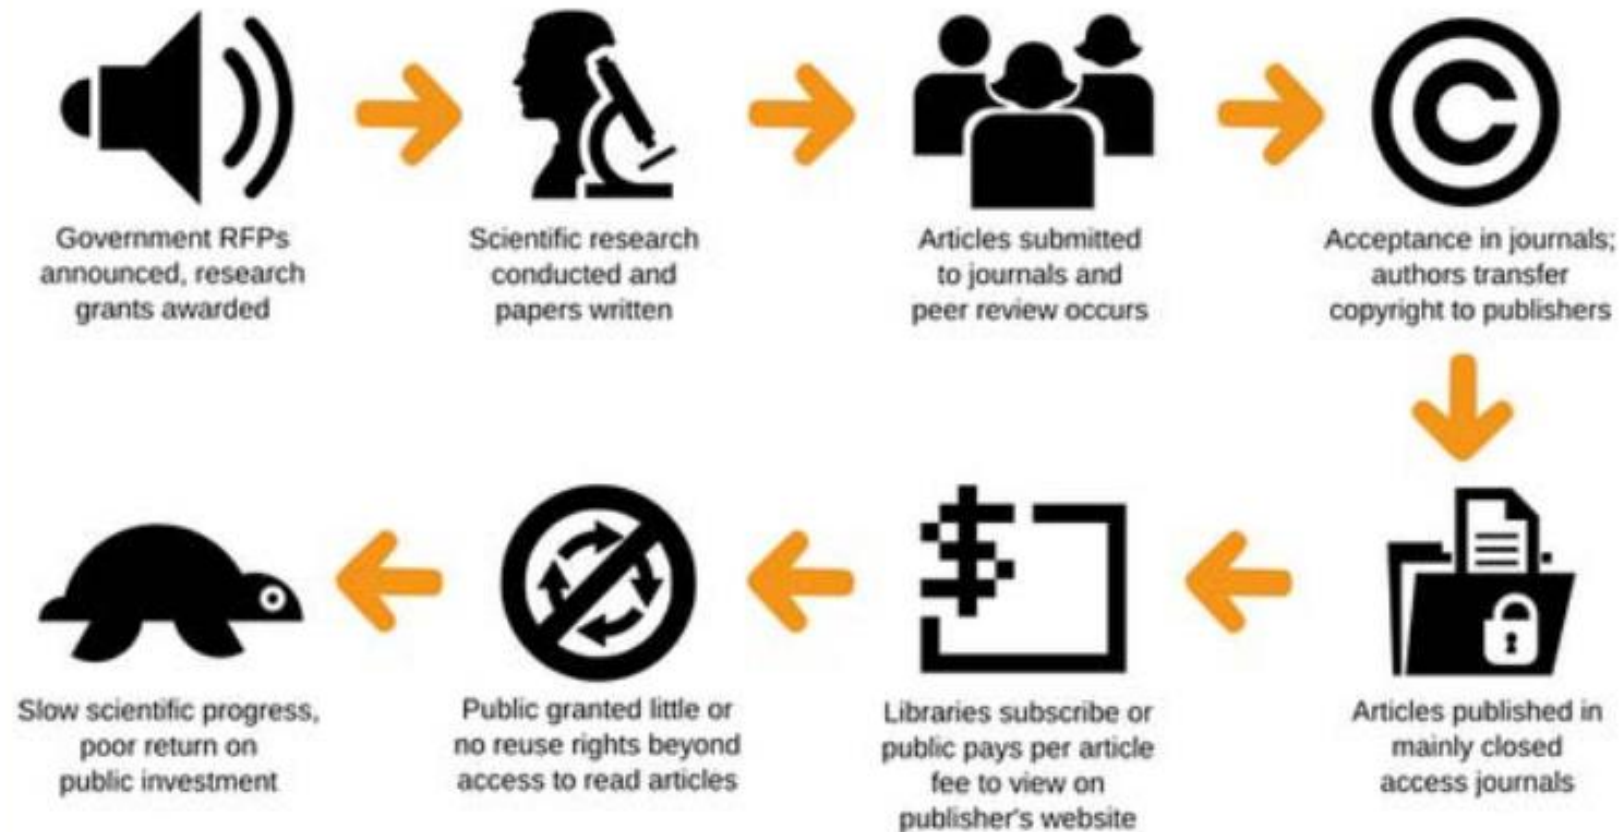 Government RFPs
announced, research
grants awarded
Scientific research
conducted and
papers written
Articles submitted
to journals and
peer review occurs
Acceptance in journals;
authors transfer
copyright to publishers
Articles published in
mainly closed
access journals
Libraries subscribe or
public pays per article
fee to view on
publisher's website
Public granted little or
no reuse rights beyond
access to read articles
Slow scientific progress,
poor return on
public investment